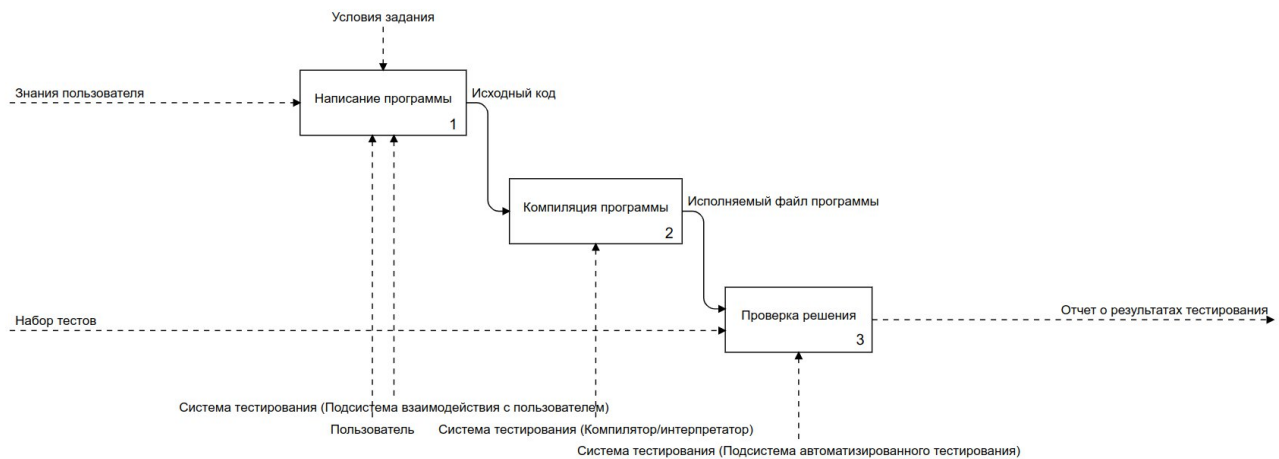 Условия задания
Знания пользователя
Написание программы
1
Исходный код
Компиляция программы
2
Исполняемый файл программы
Набор тестов
Проверка решения
3
Отчет о результатах тестирования
Система тестирования (Подсистема взаимодействия с пользователем)
Пользователь
Система тестирования (Компилятор/интерпретатор)
Система тестирования (Подсистема автоматизированного тестирования)